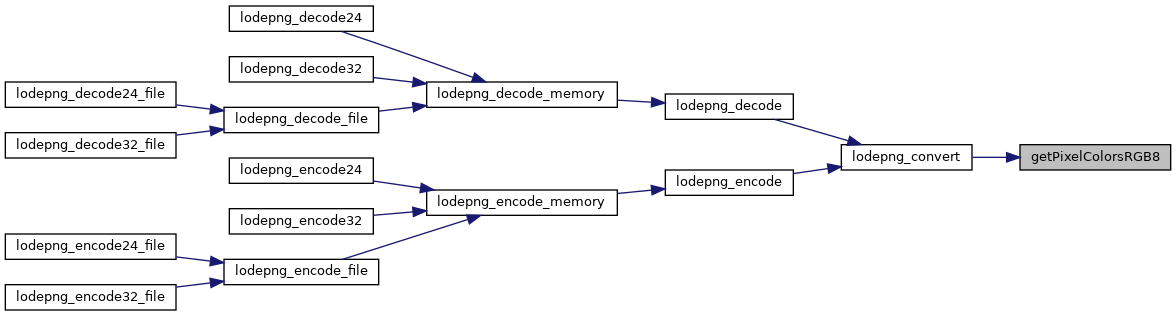 lodepng_decode24
lodepng_decode32
lodepng_decode24_file
lodepng_decode_memory
lodepng_decode
lodepng_decode_file
lodepng_decode32_file
lodepng_convert
getPixelColorsRGB8
lodepng_encode24
lodepng_encode
lodepng_encode_memory
lodepng_encode32
lodepng_encode24_file
lodepng_encode_file
lodepng_encode32_file